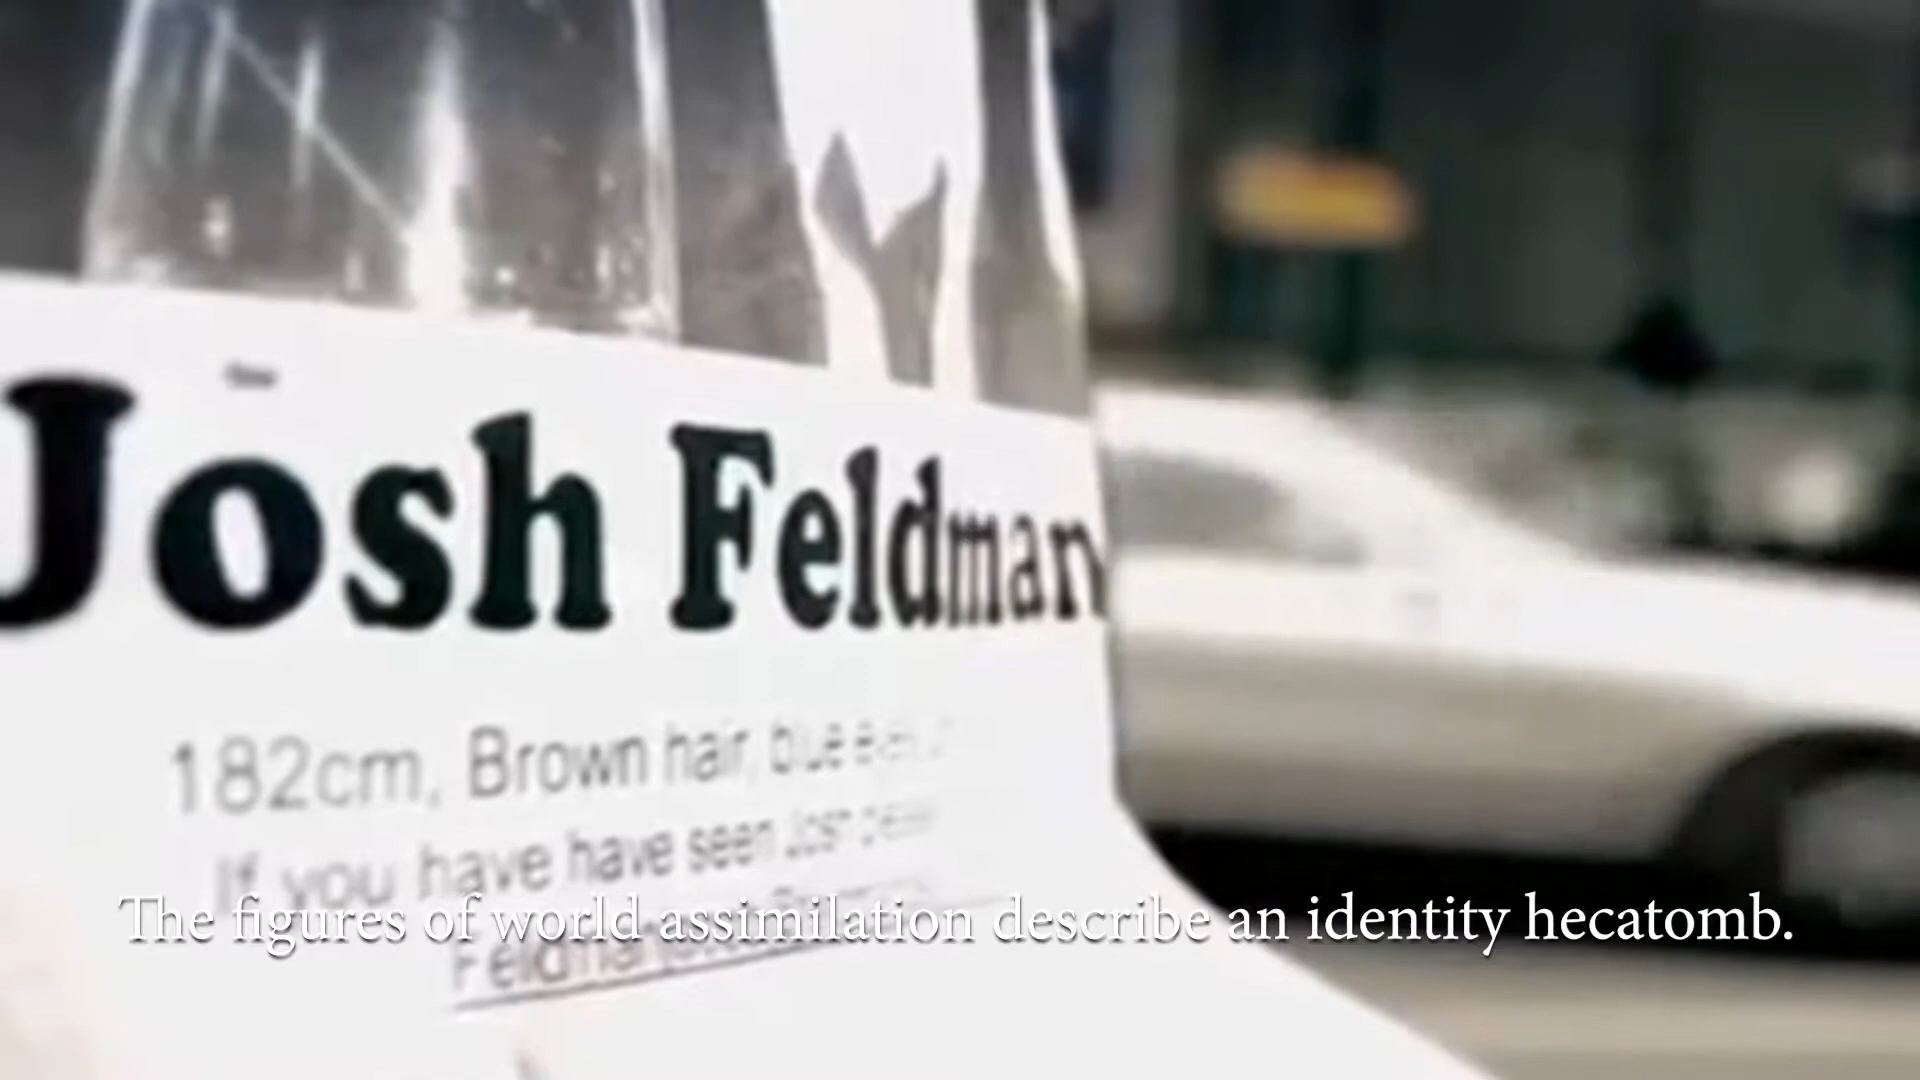 Josh Feldman
182cm, Brown hair, blue
If you have have seen Josh
The figures of world assimilation describe an identity hecatomb.